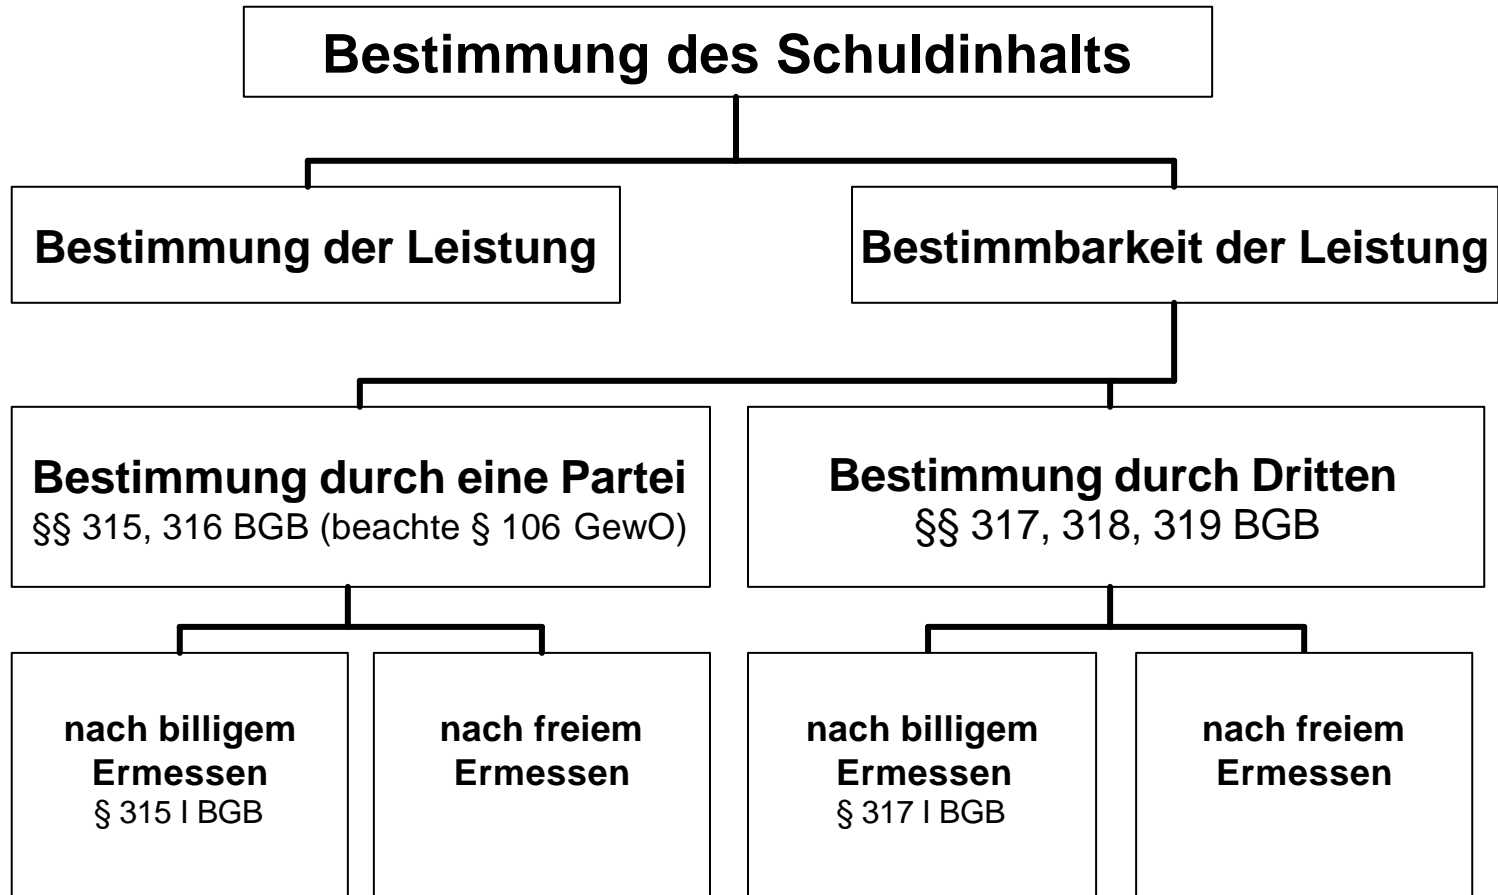 Bestimmung des Schuldinhalts
Bestimmung der Leistung
Bestimmbarkeit der Leistung
Bestimmung durch eine Partei
§§ 315, 316 BGB (beachte § 106 GewO)
Bestimmung durch Dritten
§§ 317, 318, 319 BGB
nach billigem
Ermessen
§ 315 I BGB
nach freiem
Ermessen
nach billigem
Ermessen
§ 317 I BGB
nach freiem
Ermessen